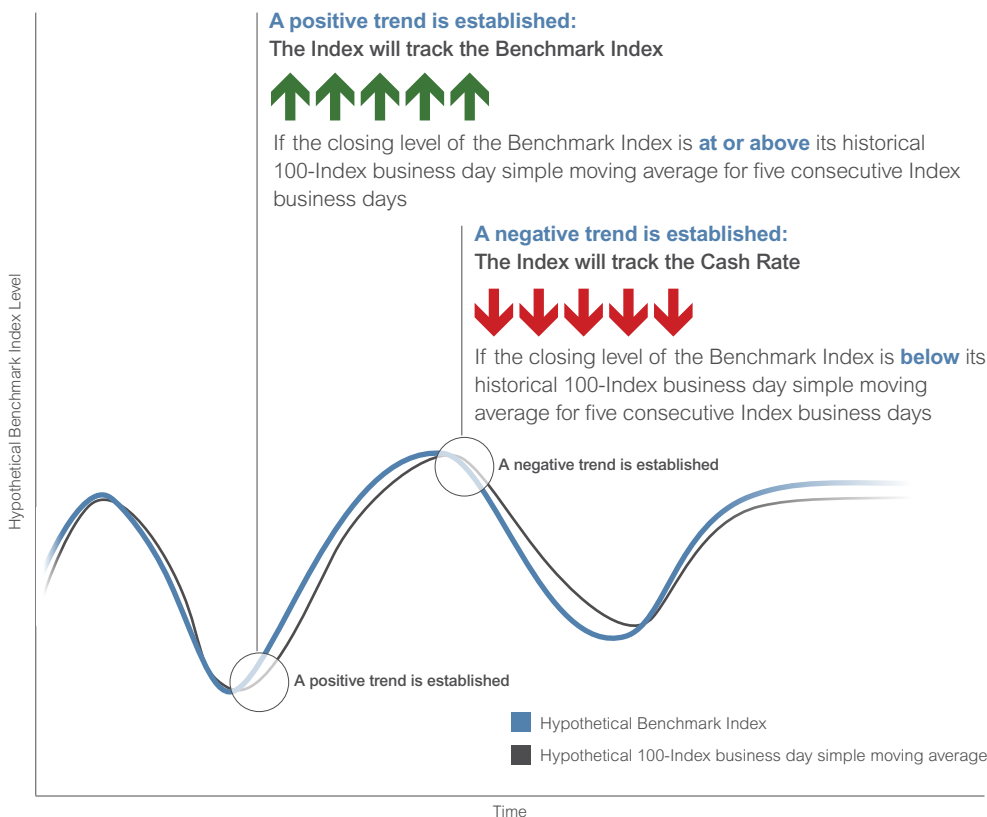 A positive trend is established:
The Index will track the Benchmark Index
If the closing level of the Benchmark Index is at or above its historical
100-Index business day simple moving average for five consecutive Index
business days
A negative trend is established:
The Index will track the Cash Rate
If the closing level of the Benchmark Index is below its
historical 100-Index business day simple moving
average for five consecutive Index business days
Hypothetical Benchmark Index Level
A negative trend is established
A positive trend is established
Hypothetical Benchmark Index
Hypothetical 100-Index business day simple moving average
Time